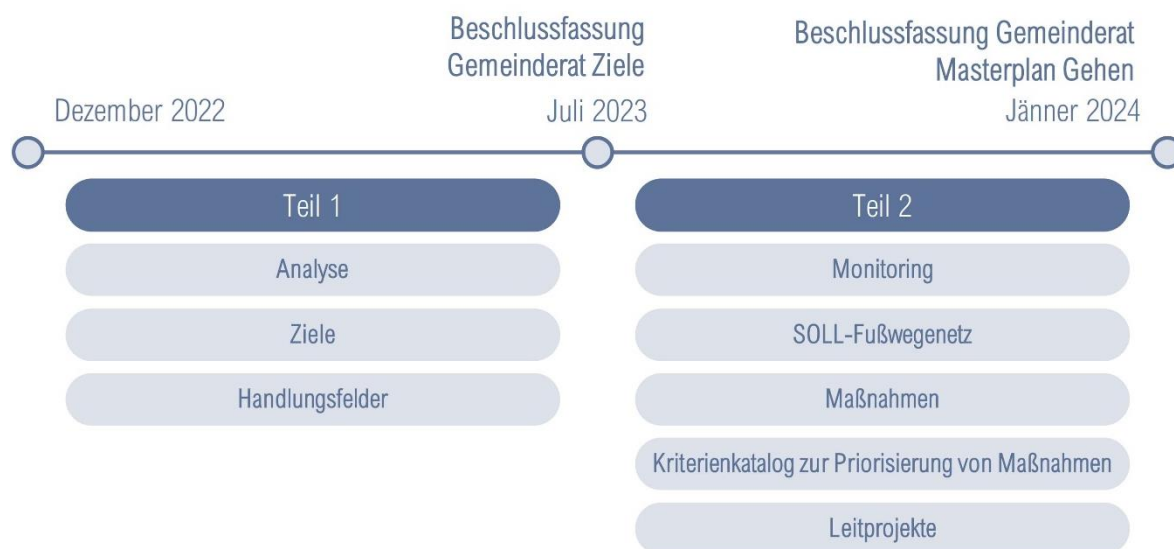 Beschlussfassung
Gemeinderat Ziele
Beschlussfassung Gemeinderat
Masterplan Gehen
Dezember 2022
Juli 2023
Jänner 2024
Teil 1
Analyse
Ziele
Handlungsfelder
Teil 2
Monitoring
SOLL-Fußwegenetz
Maßnahmen
Kriterienkatalog zur Priorisierung von Maßnahmen
Leitprojekte